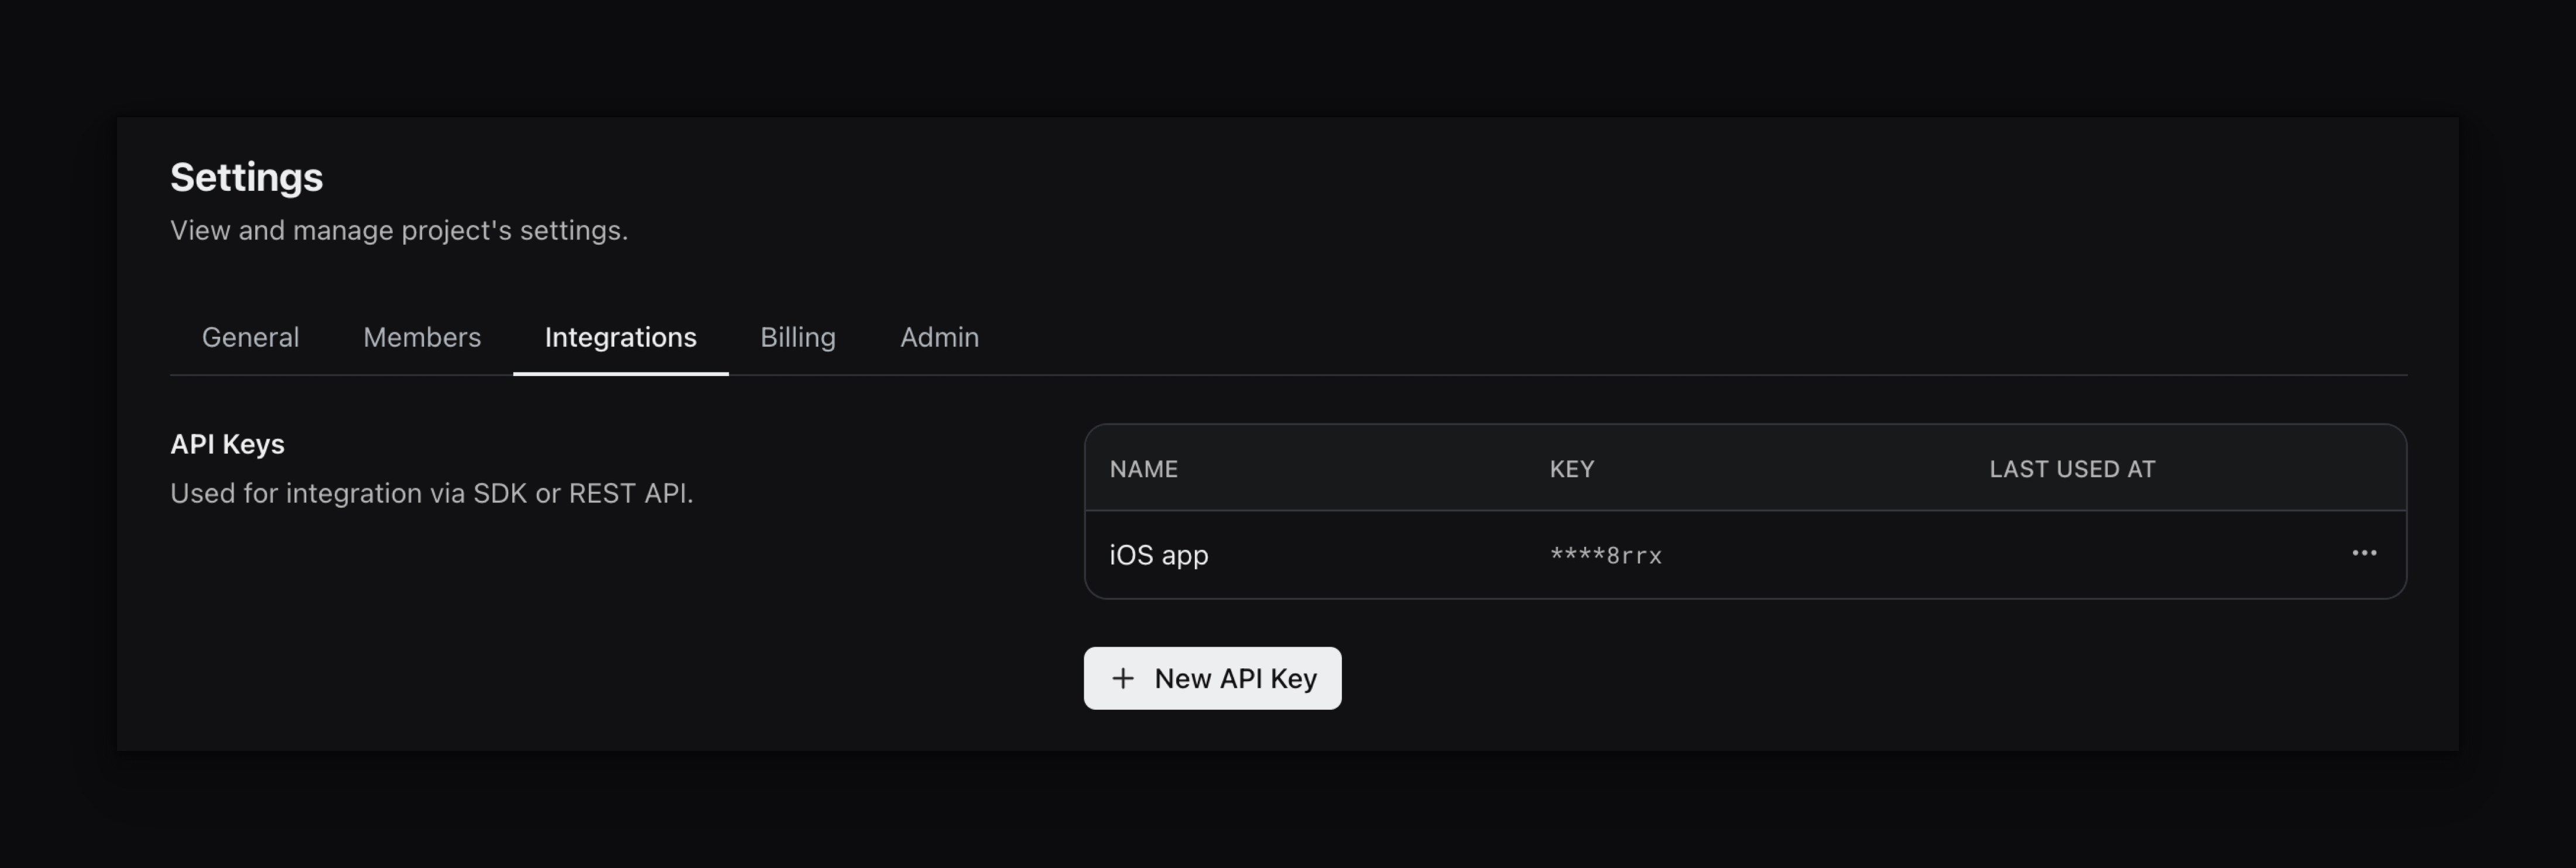 Settings
View and manage project's settings.
General Members Integrations Billing Admin
API Keys
Used for integration via SDK or REST API.
NAME KEY LAST USED AT
iOS app ****8rrx
New API Key